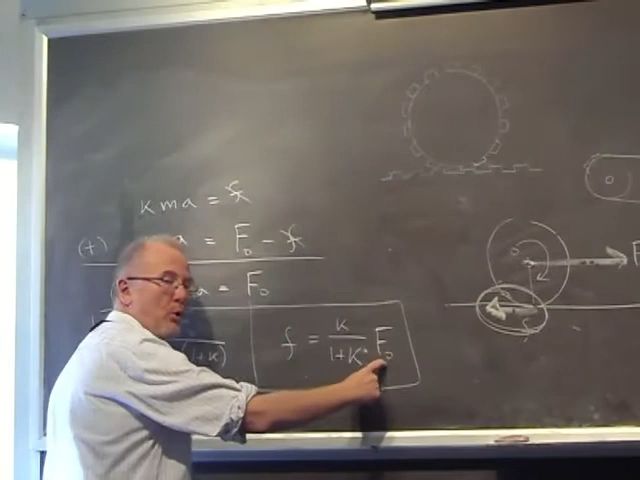 kma = f
(+) a = F₀ - f
a = F₀
(1+k)
f = k/(1+k) · F₀
F
f